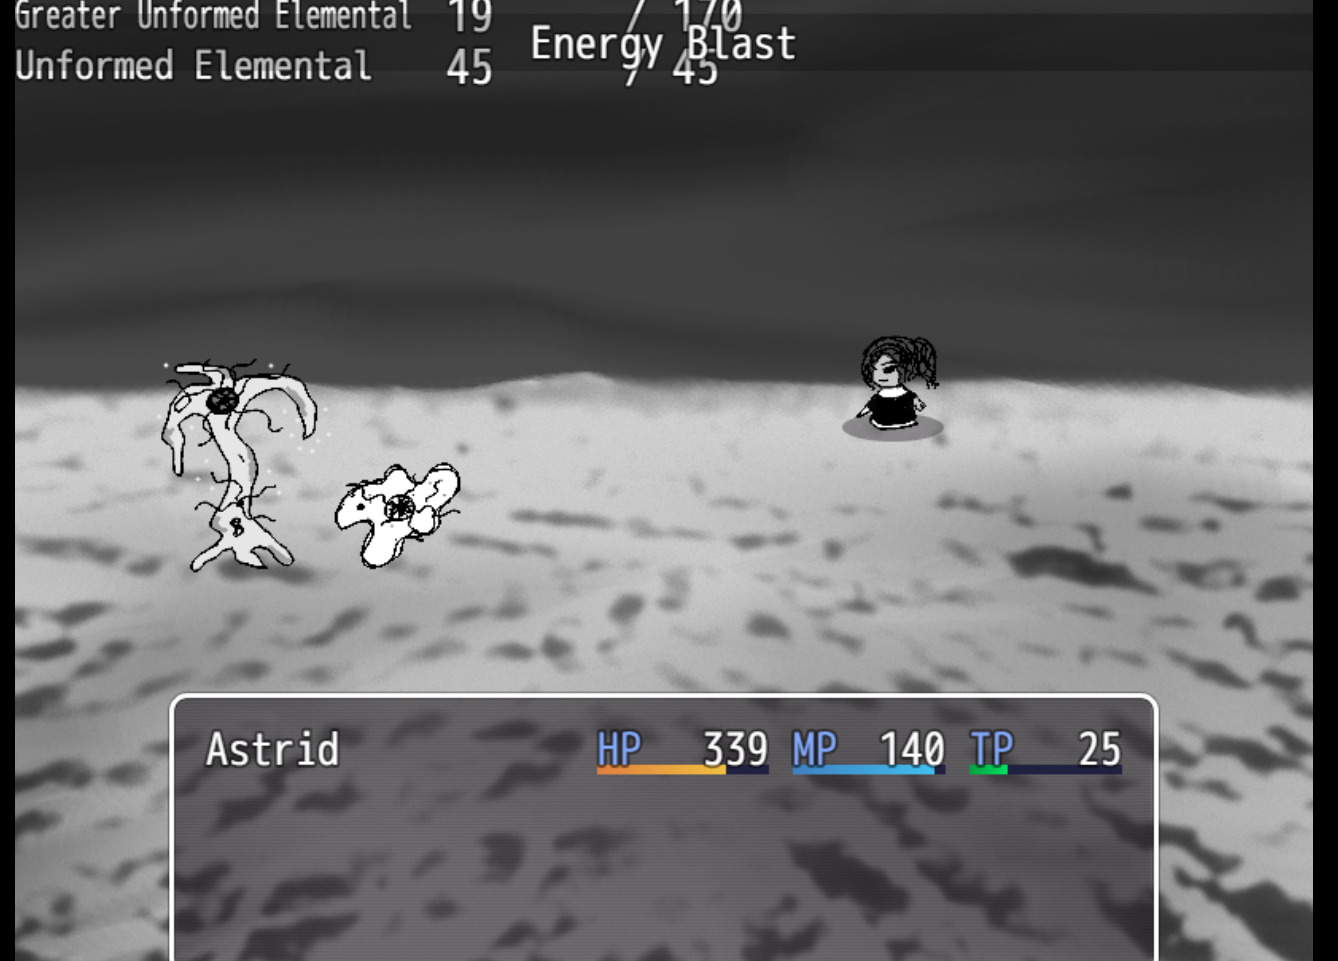 Greater Unformed Elemental 19 / 170
Energy Blast
Unformed Elemental 45 / 45
Astrid HP 339 MP 140 TP 25